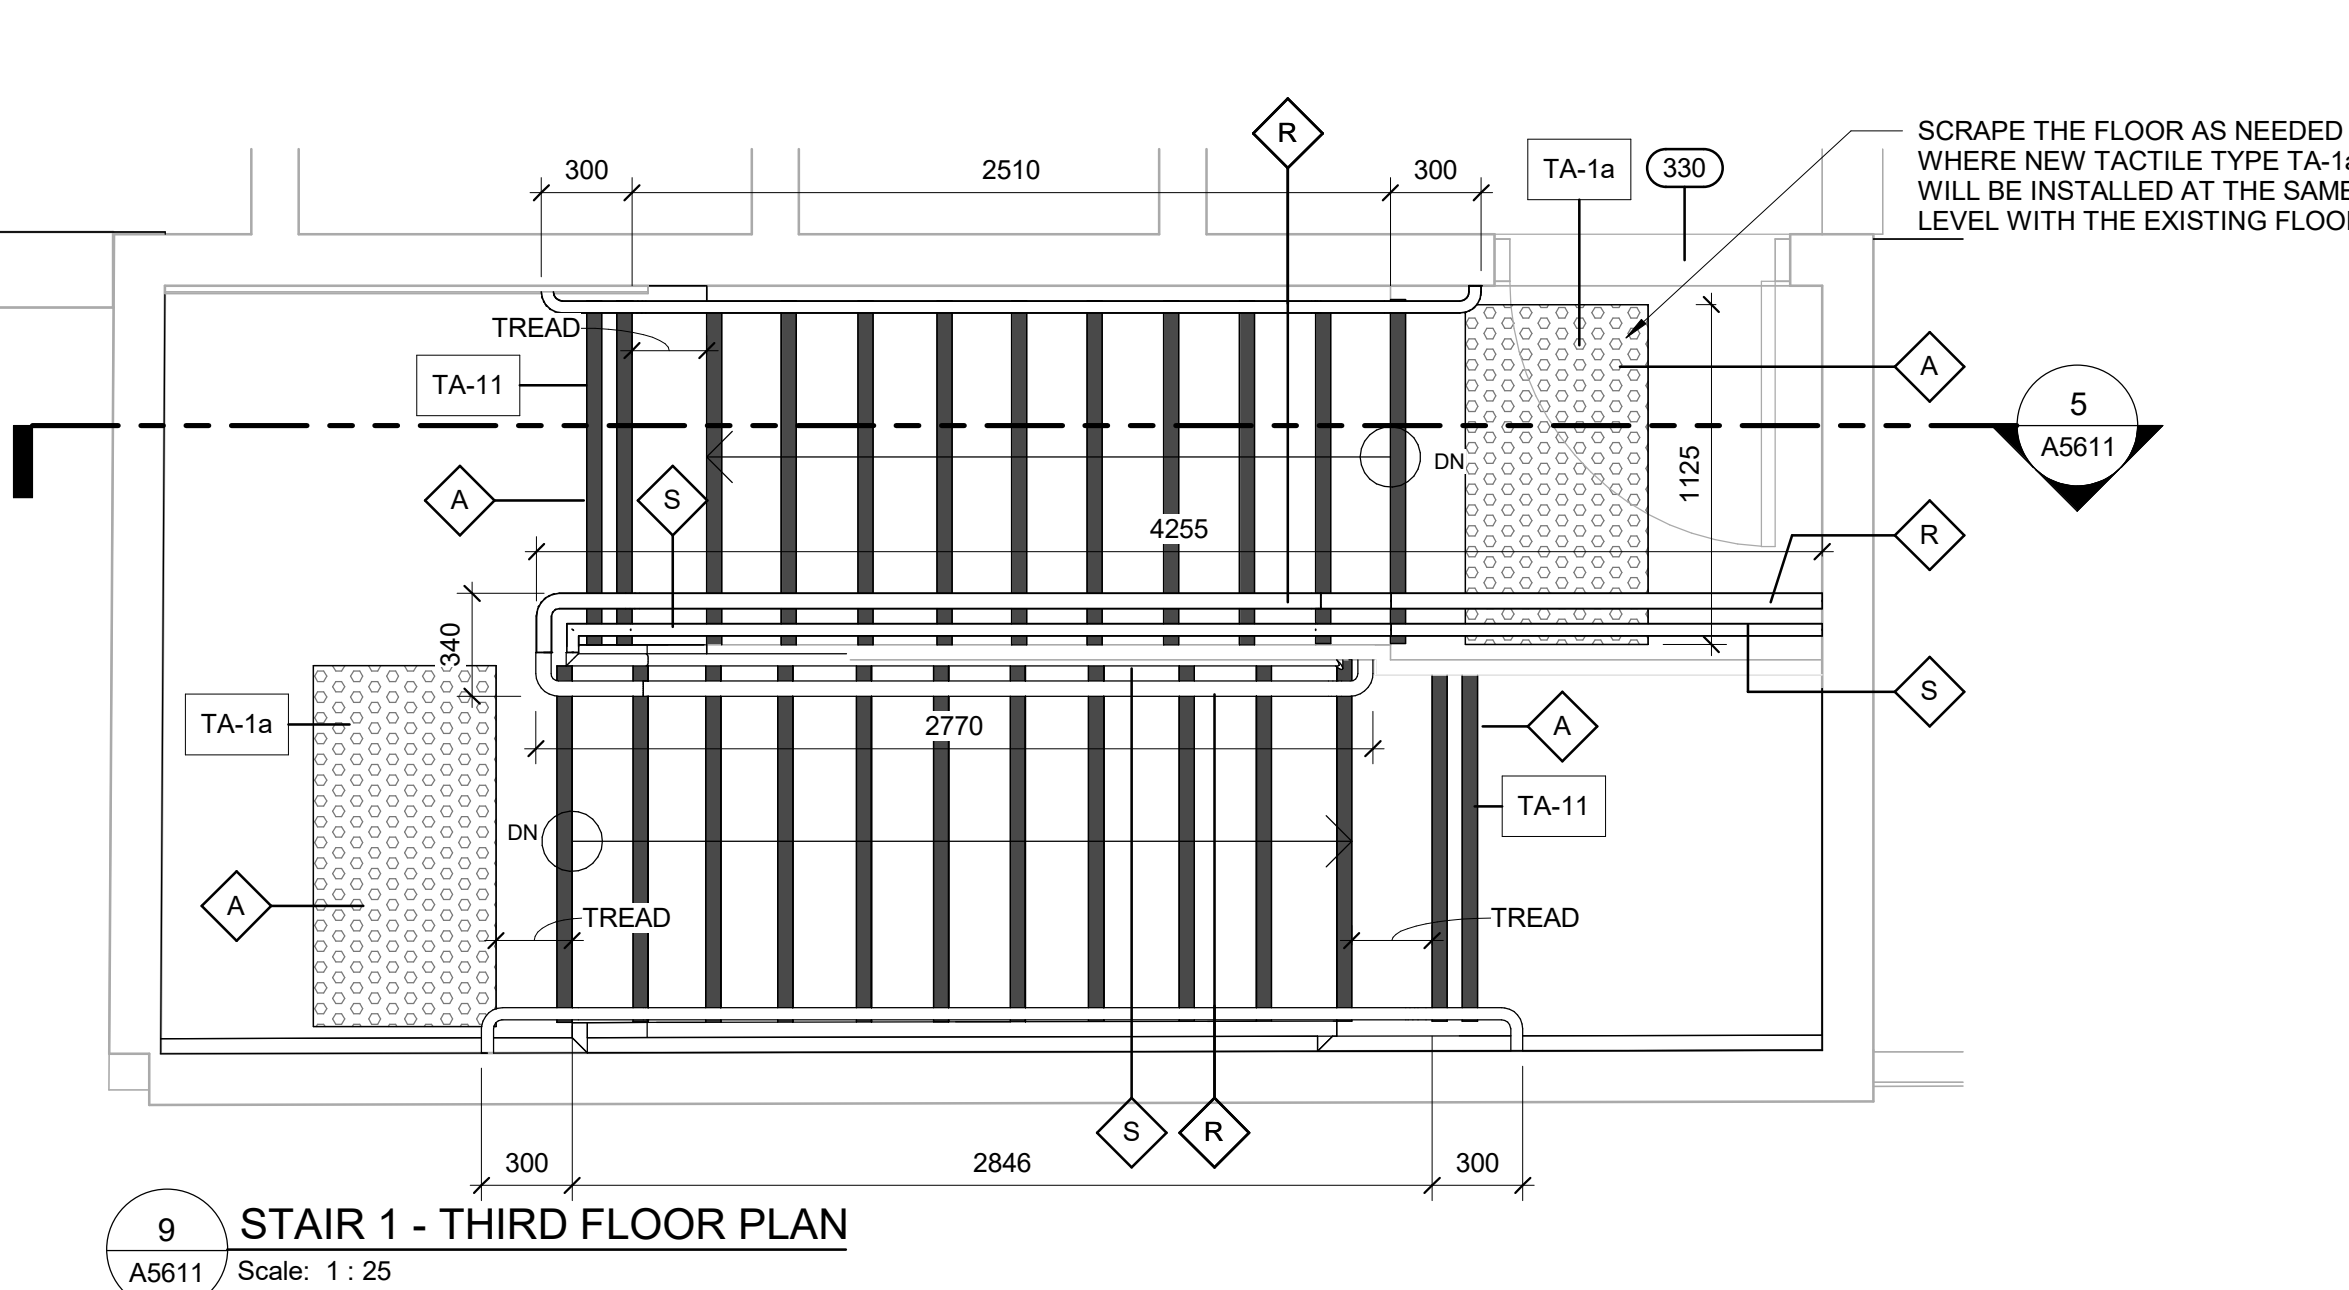 R
SCRAPE THE FLOOR AS NEEDED
WHERE NEW TACTILE TYPE TA-1a
WILL BE INSTALLED AT THE SAME
LEVEL WITH THE EXISTING FLOOR
300
2510
300
TA-1a
330
TREAD
TA-11
A
5
A5611
A
S
DN
1125
4255
R
340
S
TA-1a
2770
A
TA-11
DN
TREAD
TREAD
A
S
R
300
2846
300
9
A5611
STAIR 1 - THIRD FLOOR PLAN
Scale: 1 : 25